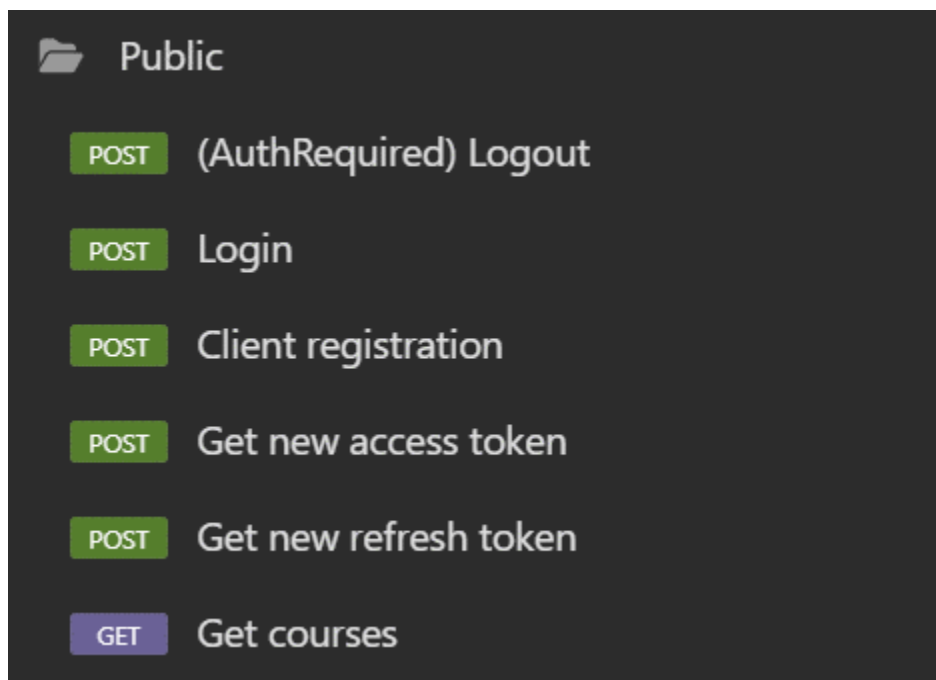 Public
POST (AuthRequired) Logout
POST Login
POST Client registration
POST Get new access token
POST Get new refresh token
GET Get courses